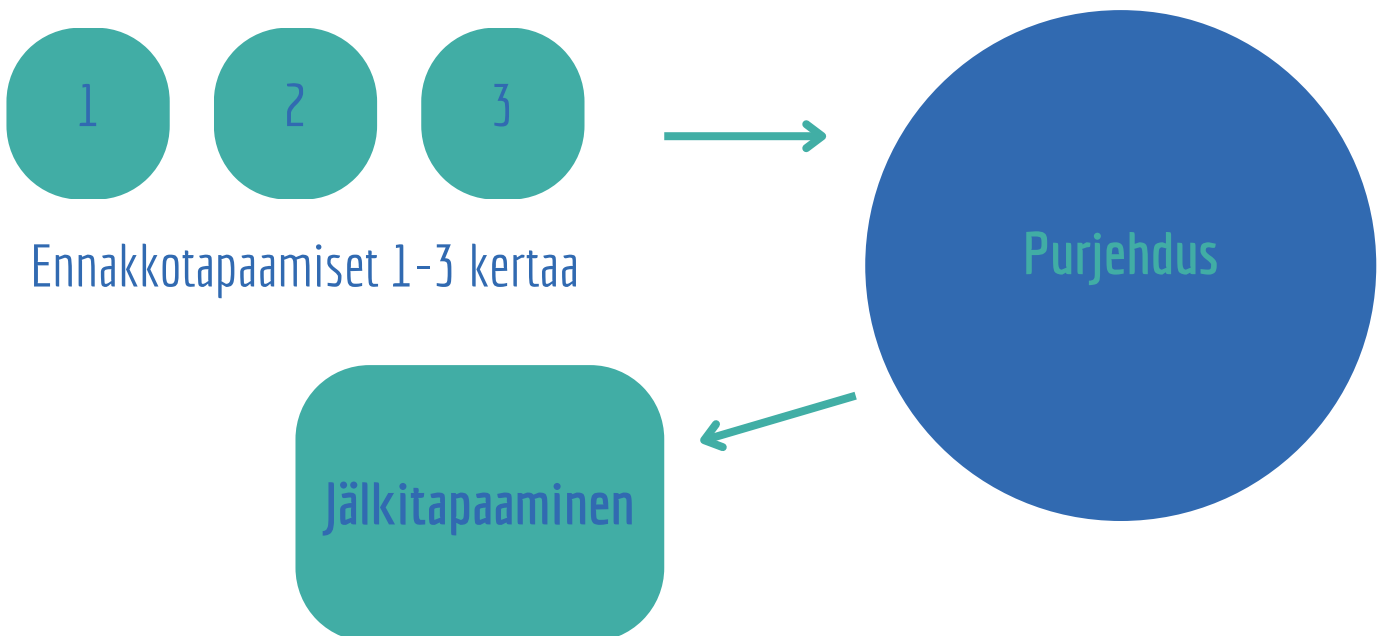 1
2
3
Ennakkotapaamiset 1-3 kertaa
Purjehdus
Jälkitapaaminen